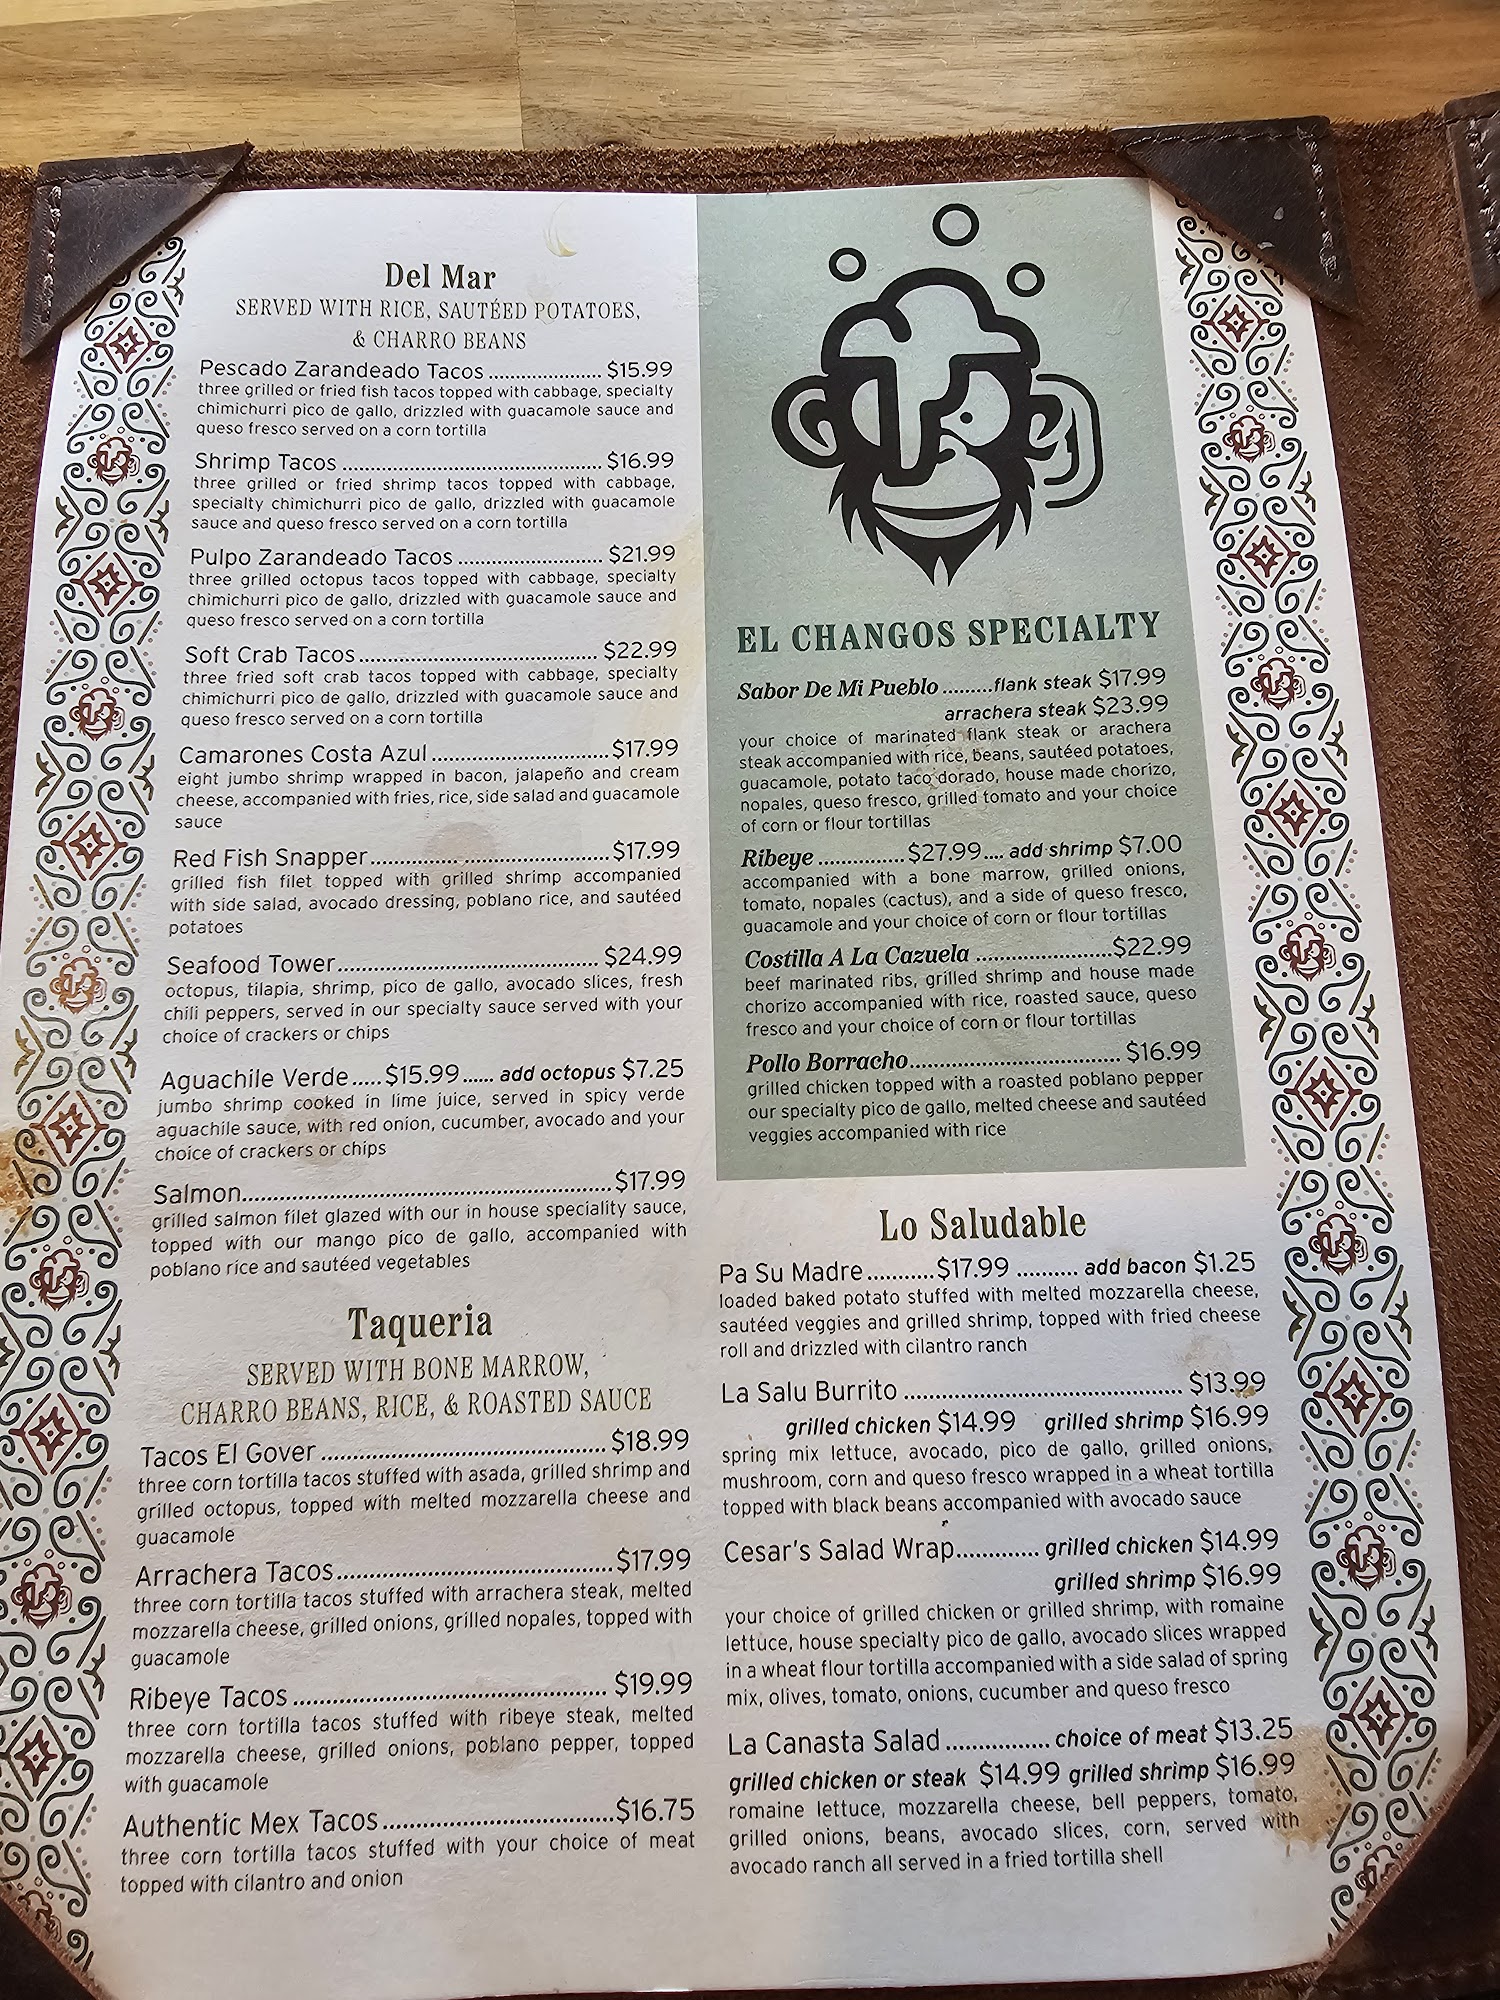 Del Mar
SERVED WITH RICE, SAUTÉED POTATOES,
& CHARRO BEANS
Pescado Zarandeado Tacos ..................... $15.99
three grilled or fried fish tacos topped with cabbage, specialty
chimichurri pico de gallo, drizzled with guacamole sauce and
queso fresco served on a corn tortilla
Shrimp Tacos ................................................ $16.99
three grilled or fried shrimp tacos topped with cabbage,
specialty chimichurri pico de gallo, drizzled with guacamole
sauce and queso fresco served on a corn tortilla
Pulpo Zarandeado Tacos ........................... $21.99
three grilled octopus tacos topped with cabbage, specialty
chimichurri pico de gallo, drizzled with guacamole sauce and
queso fresco served on a corn tortilla
Soft Crab Tacos ............................................ $22.99
three fried soft crab tacos topped with cabbage, specialty
chimichurri pico de gallo, drizzled with guacamole sauce and
queso fresco served on a corn tortilla
Camarones Costa Azul ................................$17.99
eight jumbo shrimp wrapped in bacon, jalapeño and cream
cheese, accompanied with fries, rice, side salad and guacamole
sauce
Red Fish Snapper...........................................$17.99
grilled fish filet topped with grilled shrimp accompanied
with side salad, avocado dressing, poblano rice, and sautéed
potatoes
Seafood Tower.............................................. $24.99
octopus, tilapia, shrimp, pico de gallo, avocado slices, fresh
chili peppers, served in our specialty sauce served with your
choice of crackers or chips
Aguachile Verde.....$15.99...... add octopus $7.25
jumbo shrimp cooked in lime juice, served in spicy verde
aguachile sauce, with red onion, cucumber, avocado and your
choice of crackers or chips
Salmon................................................................$17.99
grilled salmon filet glazed with our in house speciality sauce,
topped with our mango pico de gallo, accompanied with
poblano rice and sautéed vegetables
Taqueria
SERVED WITH BONE MARROW,
CHARRO BEANS, RICE, & ROASTED SAUCE
Tacos El Gover ................................................$18.99
three corn tortilla tacos stuffed with asada, grilled shrimp and
grilled octopus, topped with melted mozzarella cheese and
guacamole
Arrachera Tacos..............................................$17.99
three corn tortilla tacos stuffed with arrachera steak, melted
mozzarella cheese, grilled onions, grilled nopales, topped with
guacamole
Ribeye Tacos .................................................... $19.99
three corn tortilla tacos stuffed with ribeye steak, melted
mozzarella cheese, grilled onions, poblano pepper, topped
with guacamole
Authentic Mex Tacos ......................................$16.75
three corn tortilla tacos stuffed with your choice of meat
topped with cilantro and onion
EL CHANGOS SPECIALTY
Sabor De Mi Pueblo .........flank steak $17.99
arrachera steak $23.99
your choice of marinated flank steak or arachera
steak accompanied with rice, beans, sautéed potatoes,
guacamole, potato taco dorado, house made chorizo,
nopales, queso fresco, grilled tomato and your choice
of corn or flour tortillas
Ribeye ..............$27.99.... add shrimp $7.00
accompanied with a bone marrow, grilled onions,
tomato, nopales (cactus), and a side of queso fresco,
guacamole and your choice of corn or flour tortillas
Costilla A La Cazuela ......................$22.99
beef marinated ribs, grilled shrimp and house made
chorizo accompanied with rice, roasted sauce, queso
fresco and your choice of corn or flour tortillas
Pollo Borracho.................................. $16.99
grilled chicken topped with a roasted poblano pepper
our specialty pico de gallo, melted cheese and sautéed
veggies accompanied with rice
Lo Saludable
Pa Su Madre...........$17.99 .......... add bacon $1.25
loaded baked potato stuffed with melted mozzarella cheese,
sautéed veggies and grilled shrimp, topped with fried cheese
roll and drizzled with cilantro ranch
La Salu Burrito ............................................. $13.99
grilled chicken $14.99 grilled shrimp $16.99
spring mix lettuce, avocado, pico de gallo, grilled onions,
mushroom, corn and queso fresco wrapped in a wheat tortilla
topped with black beans accompanied with avocado sauce
Cesar's Salad Wrap............. grilled chicken $14.99
grilled shrimp $16.99
your choice of grilled chicken or grilled shrimp, with romaine
lettuce, house specialty pico de gallo, avocado slices wrapped
in a wheat flour tortilla accompanied with a side salad of spring
mix, olives, tomato, onions, cucumber and queso fresco
La Canasta Salad ................ choice of meat $13.25
grilled chicken or steak $14.99 grilled shrimp $16.99
romaine lettuce, mozzarella cheese, bell peppers, tomato,
grilled onions, beans, avocado slices, corn, served with
avocado ranch all served in a fried tortilla shell